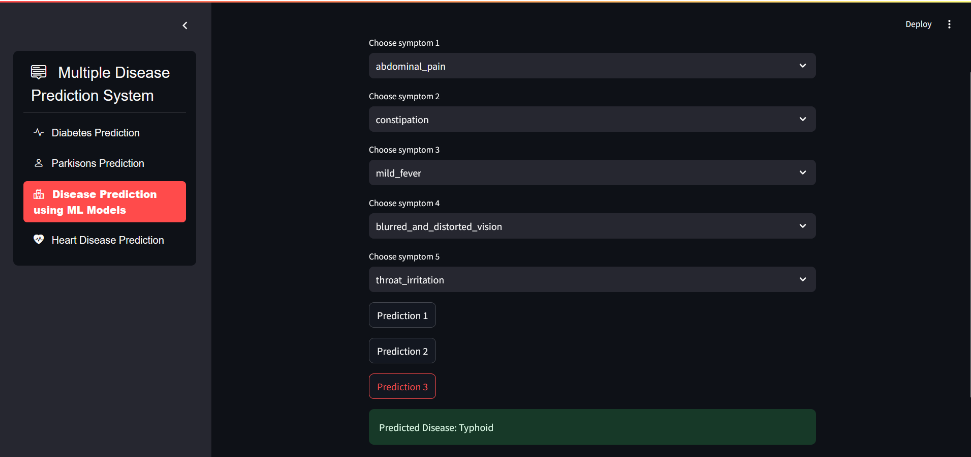 Multiple Disease
Prediction System
Diabetes Prediction
Parkisons Prediction
Disease Prediction
using ML Models
Heart Disease Prediction
Deploy
Choose symptom 1
abdominal_pain
Choose symptom 2
constipation
Choose symptom 3
mild_fever
Choose symptom 4
blurred_and_distorted_vision
Choose symptom 5
throat_irritation
Prediction 1
Prediction 2
Prediction 3
Predicted Disease: Typhoid